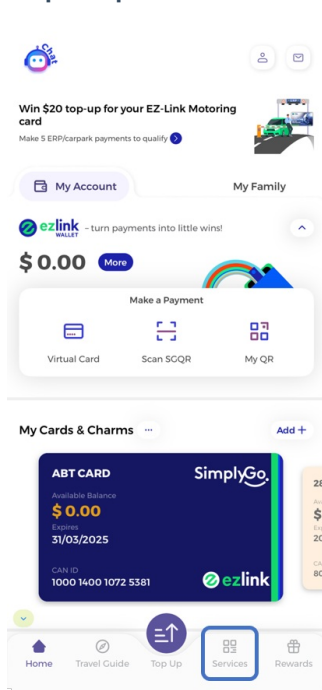 Chat
Win $20 top-up for your EZ-Link Motoring
card
Make 5 ERP/carpark payments to qualify
My Account
My Family
ezlink
WALLET
- turn payments into little wins!
$0.00
More
Make a Payment
Virtual Card
Scan SGQR
My QR
My Cards & Charms ...
Add +
ABT CARD
SimplyGo.
Available Balance
$0.00
Expires
31/03/2025
CAN ID
1000 1400 1072 5381
ezlink
28
$
20
80
Home
Travel Guide
Top Up
Services
Rewards